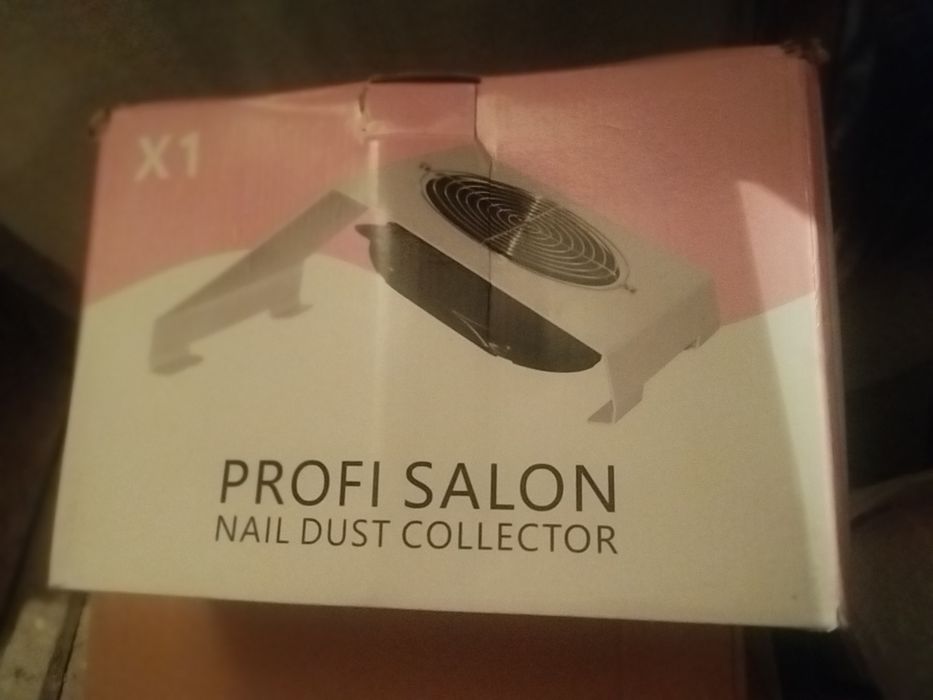 X1
PROFI SALON
NAIL DUST COLLECTOR